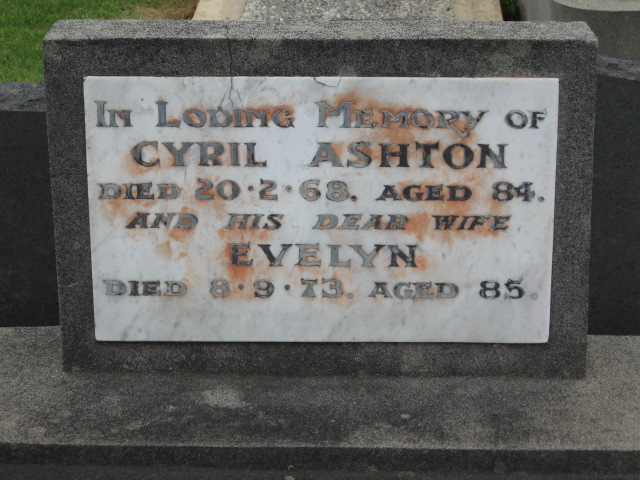 In Loving Memory of
CYRIL ASHTON
DIED 20·2·68. AGED 84.
AND HIS DEAR WIFE
EVELYN
DIED 8·9·73. AGED 85.